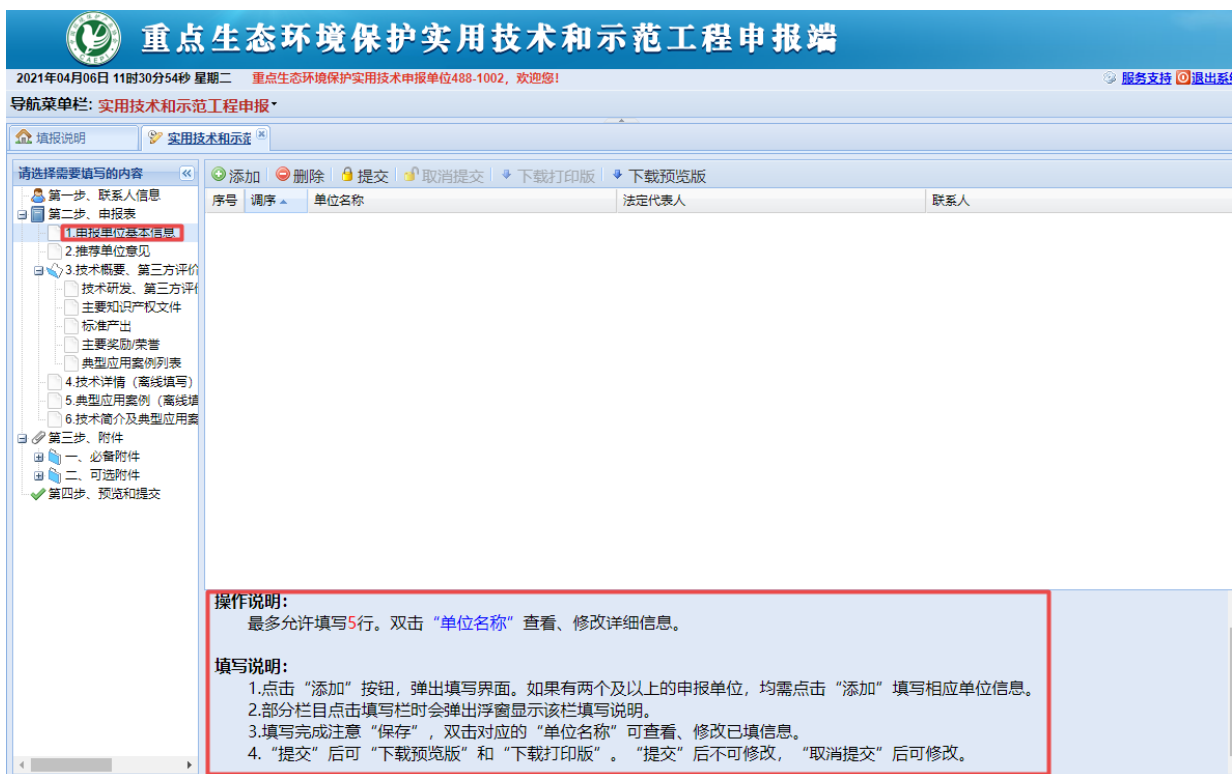 重点生态环境保护实用技术和示范工程申报端
CAEPI
2021年04月06日 11时30分54秒 星期二 重点生态环境保护实用技术申报单位488-1002，欢迎您!
服务支持 退出系统
导航菜单栏: 实用技术和示范工程申报
填报说明 实用技术和示范
请选择需要填写的内容
添加 删除 提交 取消提交 下载打印版 下载预览版
序号 调序 单位名称 法定代表人 联系人
第一步、联系人信息
第二步、申报表
1.申报单位基本信息
2.推荐单位意见
3.技术概要、第三方评价
技术研发、第三方评
主要知识产权文件
标准产出
主要奖励/荣誉
典型应用案例列表
4.技术详情（离线填写）
5.典型应用案例（离线填
6.技术简介及典型应用案
第三步、附件
一、必备附件
二、可选附件
第四步、预览和提交
操作说明:
最多允许填写5行。双击“单位名称”查看、修改详细信息。
填写说明:
1.点击“添加”按钮，弹出填写界面。如果有两个及以上的申报单位，均需点击“添加”填写相应单位信息。
2.部分栏目点击填写栏时会弹出浮窗显示该栏填写说明。
3.填写完成注意“保存”，双击对应的“单位名称”可查看、修改已填信息。
4.“提交”后可“下载预览版”和“下载打印版”。“提交”后不可修改，“取消提交”后可修改。